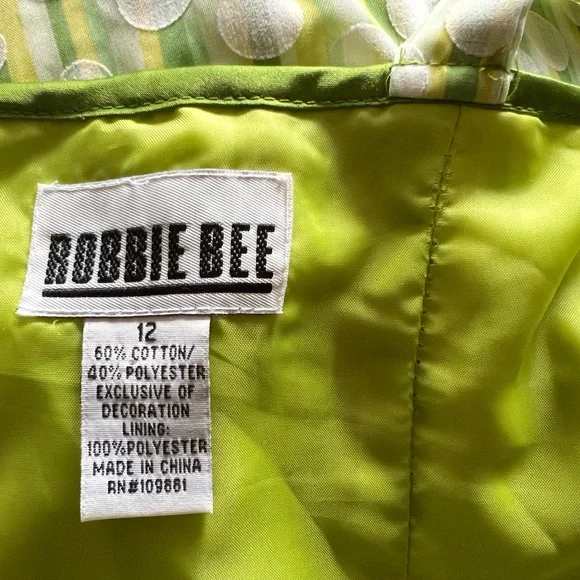 ROBBIE BEE
12
60% COTTON/
40% POLYESTER
EXCLUSIVE OF
DECORATION
LINING:
100%POLYESTER
MADE IN CHINA
RN#109861